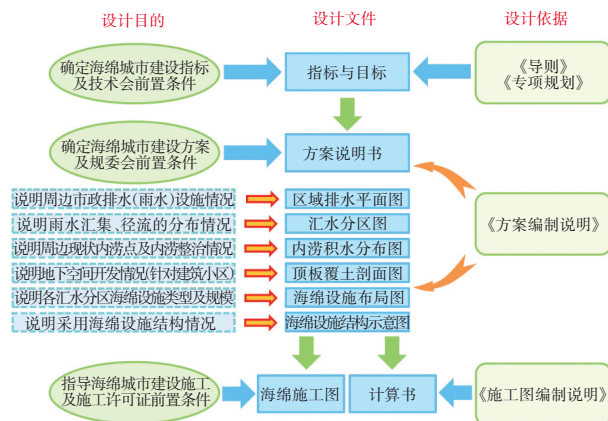 设计目的
设计文件
设计依据
确定海绵城市建设指标
及技术会前置条件
指标与目标
《导则》
《专项规划》
确定海绵城市建设方案
及规委会前置条件
方案说明书
说明周边市政排水(雨水)设施情况
区域排水平面图
说明雨水汇集、径流的分布情况
汇水分区图
《方案编制说明》
说明周边现状内涝点及内涝整治情况
内涝积水分布图
说明地下空间开发情况(针对建筑小区)
顶板覆土剖面图
说明各汇水分区海绵设施类型及规模
海绵设施布局图
说明采用海绵设施结构情况
海绵设施结构示意图
指导海绵城市建设施工
及施工许可证前置条件
海绵施工图
计算书
《施工图编制说明》